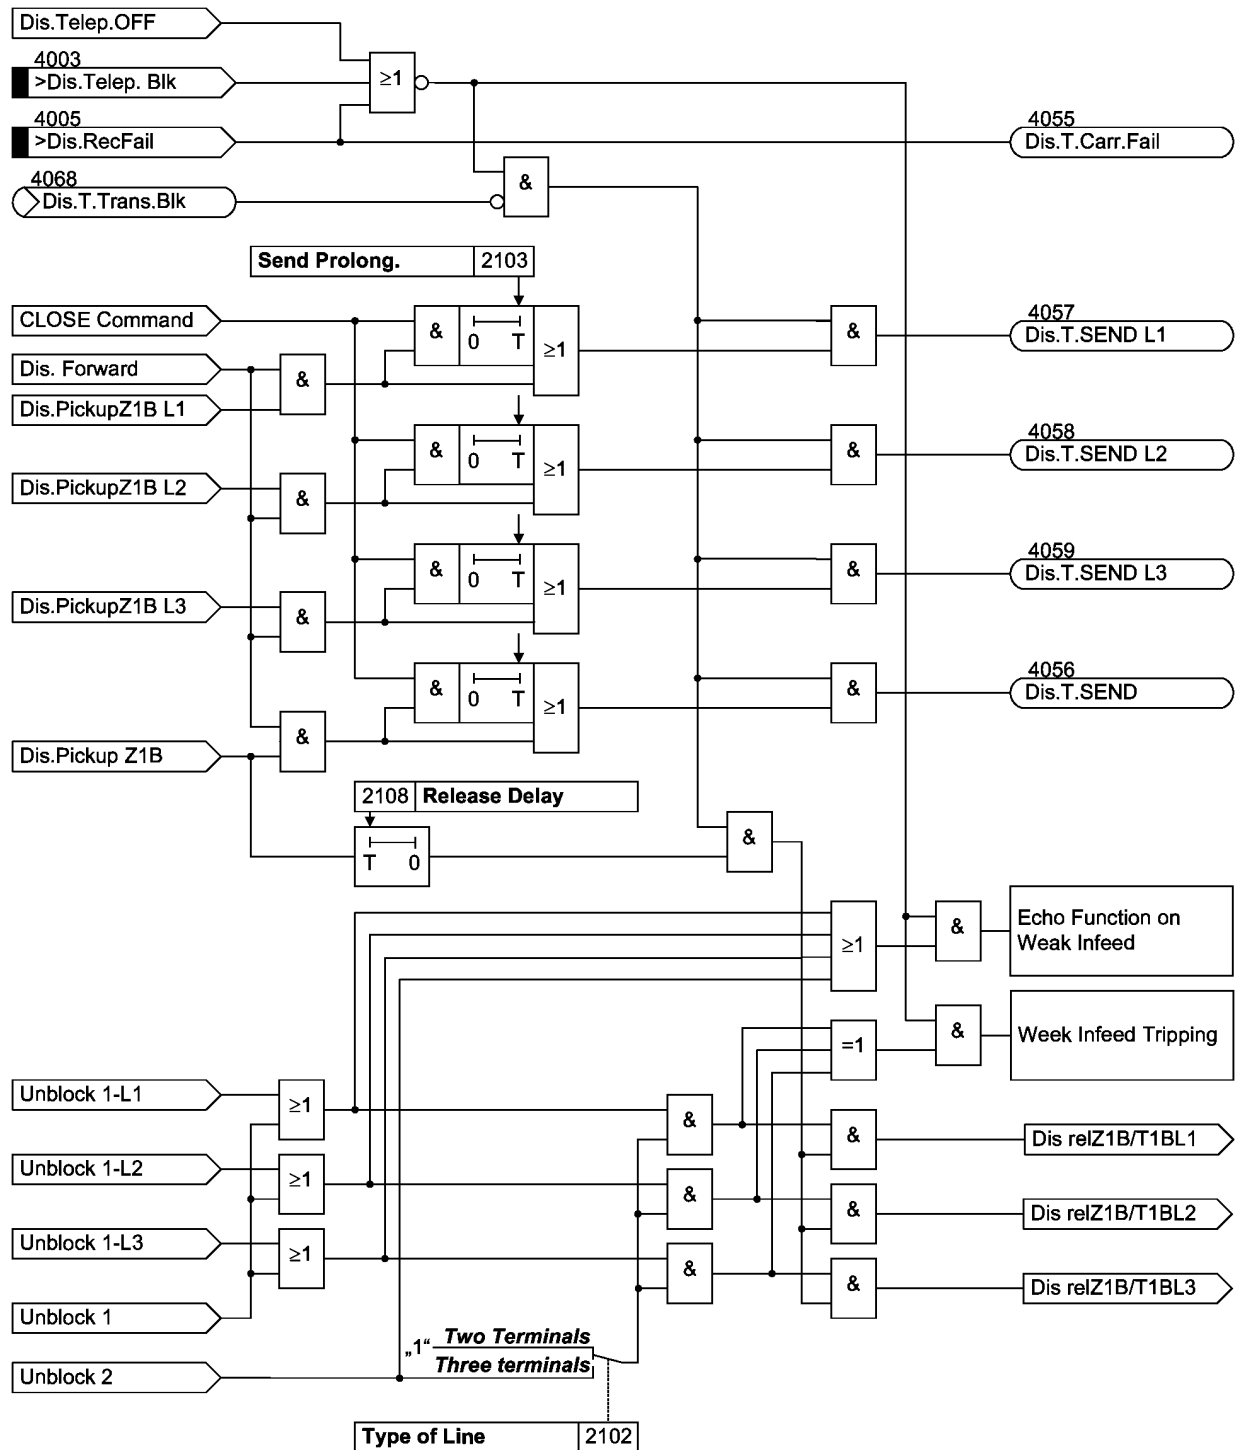 Dis.Telep.OFF
4003
>Dis.Telep. Blk
≥1
4005
>Dis.RecFail
4055
Dis.T.Carr.Fail
4068
Dis.T.Trans.Blk
&
Send Prolong. 2103
CLOSE Command
& 0 T ≥1
&
4057
Dis.T.SEND L1
Dis. Forward
&
Dis.PickupZ1B L1
& 0 T ≥1
&
4058
Dis.T.SEND L2
Dis.PickupZ1B L2
&
& 0 T ≥1
&
4059
Dis.T.SEND L3
Dis.PickupZ1B L3
&
& 0 T ≥1
&
4056
Dis.T.SEND
&
Dis.Pickup Z1B
2108 Release Delay
T 0
&
≥1
&
Echo Function on
Weak Infeed
=1
&
Week Infeed Tripping
Unblock 1-L1
≥1
&
&
Dis relZ1B/T1BL1
Unblock 1-L2
≥1
&
&
Dis relZ1B/T1BL2
Unblock 1-L3
≥1
&
&
Dis relZ1B/T1BL3
Unblock 1
„1“ Two Terminals
Three terminals
Unblock 2
Type of Line 2102